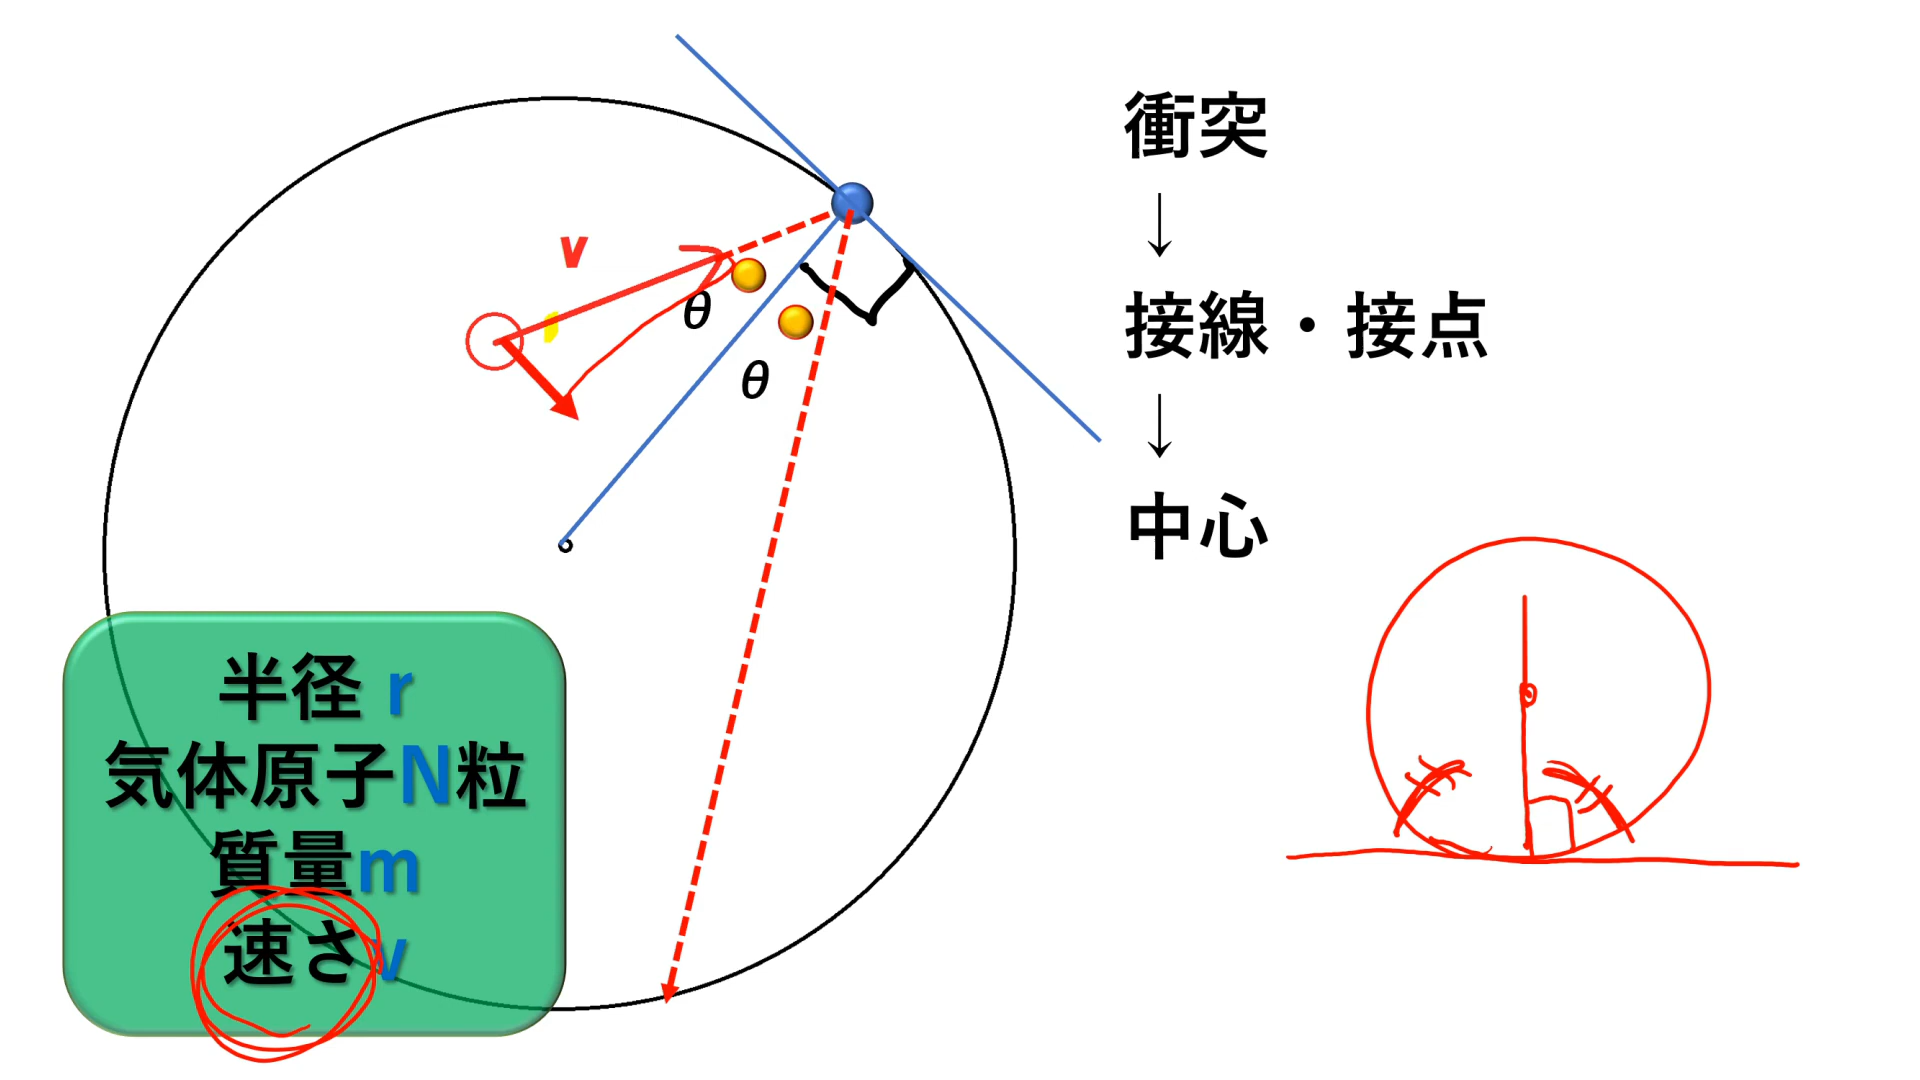 衝突
↓
接線・接点
↓
中心
v
θ
θ
半径 r
気体原子N粒
質量m
速さv